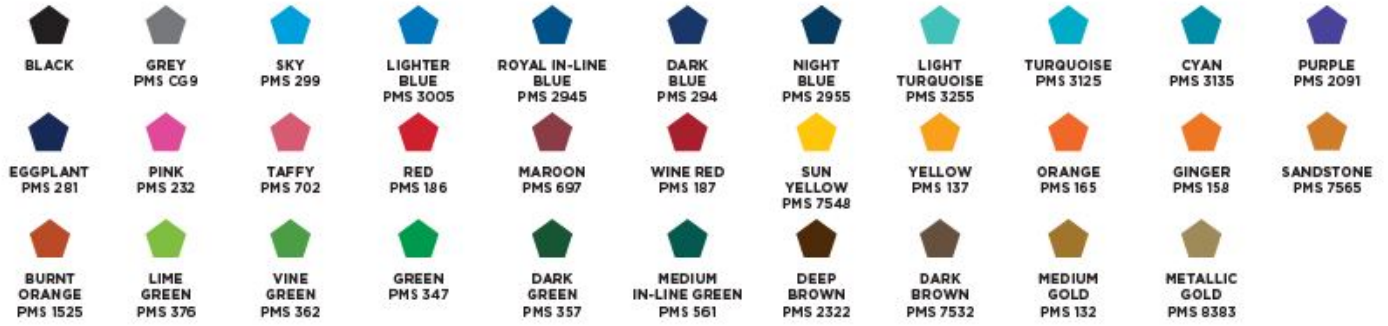 BLACK
GREY
PMS CG9
SKY
PMS 299
LIGHTER
BLUE
PMS 3005
ROYAL IN-LINE
BLUE
PMS 2945
DARK
BLUE
PMS 294
NIGHT
BLUE
PMS 2955
LIGHT
TURQUOISE
PMS 3255
TURQUOISE
PMS 3125
CYAN
PMS 3135
PURPLE
PMS 2091
EGGPLANT
PMS 281
PINK
PMS 232
TAFFY
PMS 702
RED
PMS 186
MAROON
PMS 697
WINE RED
PMS 187
SUN
YELLOW
PMS 7548
YELLOW
PMS 137
ORANGE
PMS 165
GINGER
PMS 158
SANDSTONE
PMS 7565
BURNT
ORANGE
PMS 1525
LIME
GREEN
PMS 376
VINE
GREEN
PMS 362
GREEN
PMS 347
DARK
GREEN
PMS 357
MEDIUM
IN-LINE GREEN
PMS 561
DEEP
BROWN
PMS 2322
DARK
BROWN
PMS 7532
MEDIUM
GOLD
PMS 132
METALLIC
GOLD
PMS 8383